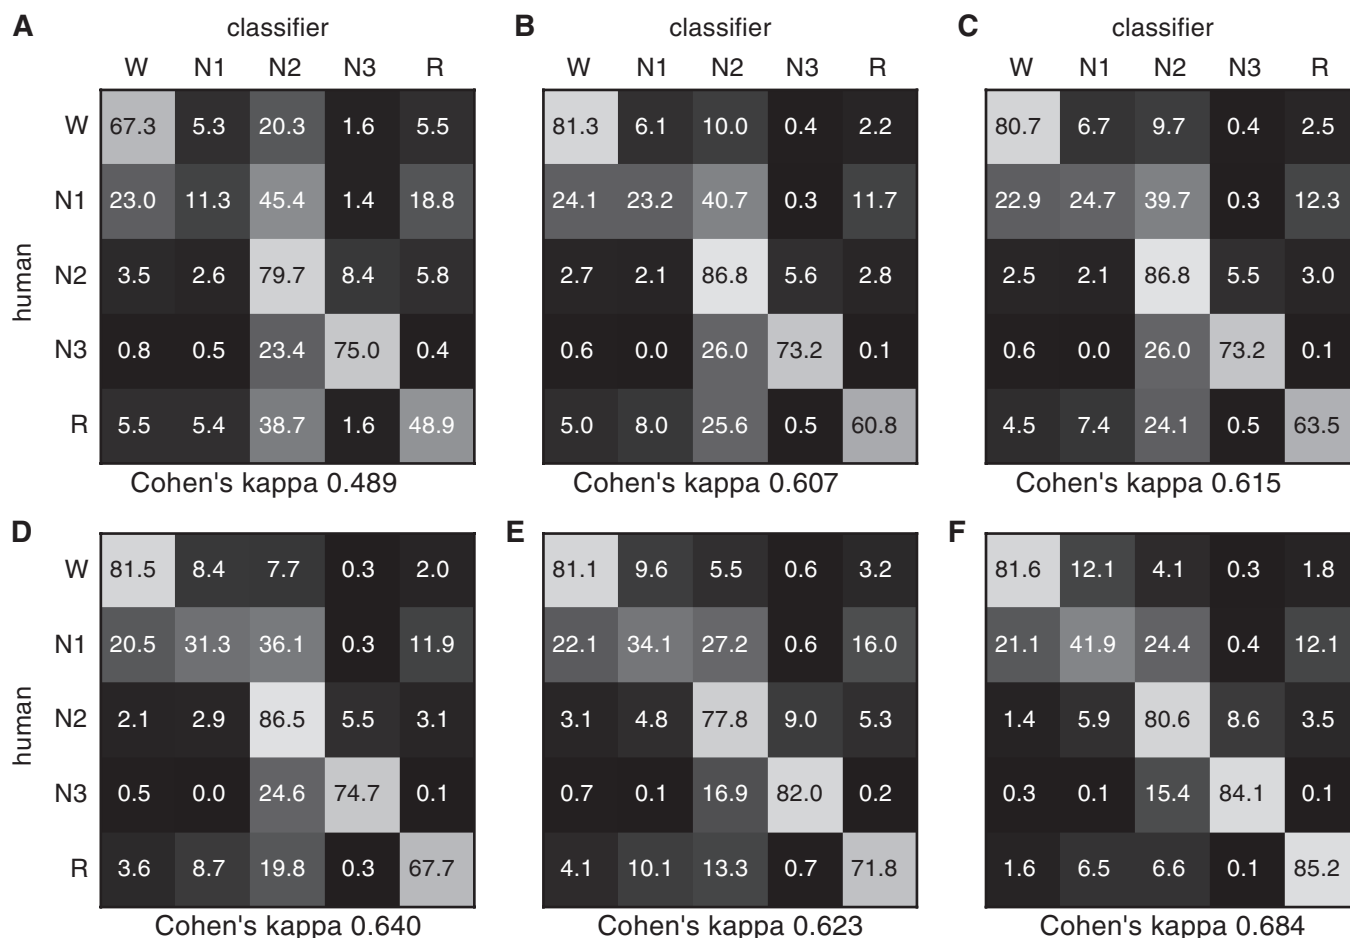 A classifier B classifier C classifier
W N1 N2 N3 R W N1 N2 N3 R W N1 N2 N3 R
W 67.3 5.3 20.3 1.6 5.5 81.3 6.1 10.0 0.4 2.2 80.7 6.7 9.7 0.4 2.5
N1 23.0 11.3 45.4 1.4 18.8 24.1 23.2 40.7 0.3 11.7 22.9 24.7 39.7 0.3 12.3
human
N2 3.5 2.6 79.7 8.4 5.8 2.7 2.1 86.8 5.6 2.8 2.5 2.1 86.8 5.5 3.0
N3 0.8 0.5 23.4 75.0 0.4 0.6 0.0 26.0 73.2 0.1 0.6 0.0 26.0 73.2 0.1
R 5.5 5.4 38.7 1.6 48.9 5.0 8.0 25.6 0.5 60.8 4.5 7.4 24.1 0.5 63.5
Cohen's kappa 0.489 Cohen's kappa 0.607 Cohen's kappa 0.615
D E F
W 81.5 8.4 7.7 0.3 2.0 81.1 9.6 5.5 0.6 3.2 81.6 12.1 4.1 0.3 1.8
N1 20.5 31.3 36.1 0.3 11.9 22.1 34.1 27.2 0.6 16.0 21.1 41.9 24.4 0.4 12.1
human
N2 2.1 2.9 86.5 5.5 3.1 3.1 4.8 77.8 9.0 5.3 1.4 5.9 80.6 8.6 3.5
N3 0.5 0.0 24.6 74.7 0.1 0.7 0.1 16.9 82.0 0.2 0.3 0.1 15.4 84.1 0.1
R 3.6 8.7 19.8 0.3 67.7 4.1 10.1 13.3 0.7 71.8 1.6 6.5 6.6 0.1 85.2
Cohen's kappa 0.640 Cohen's kappa 0.623 Cohen's kappa 0.684